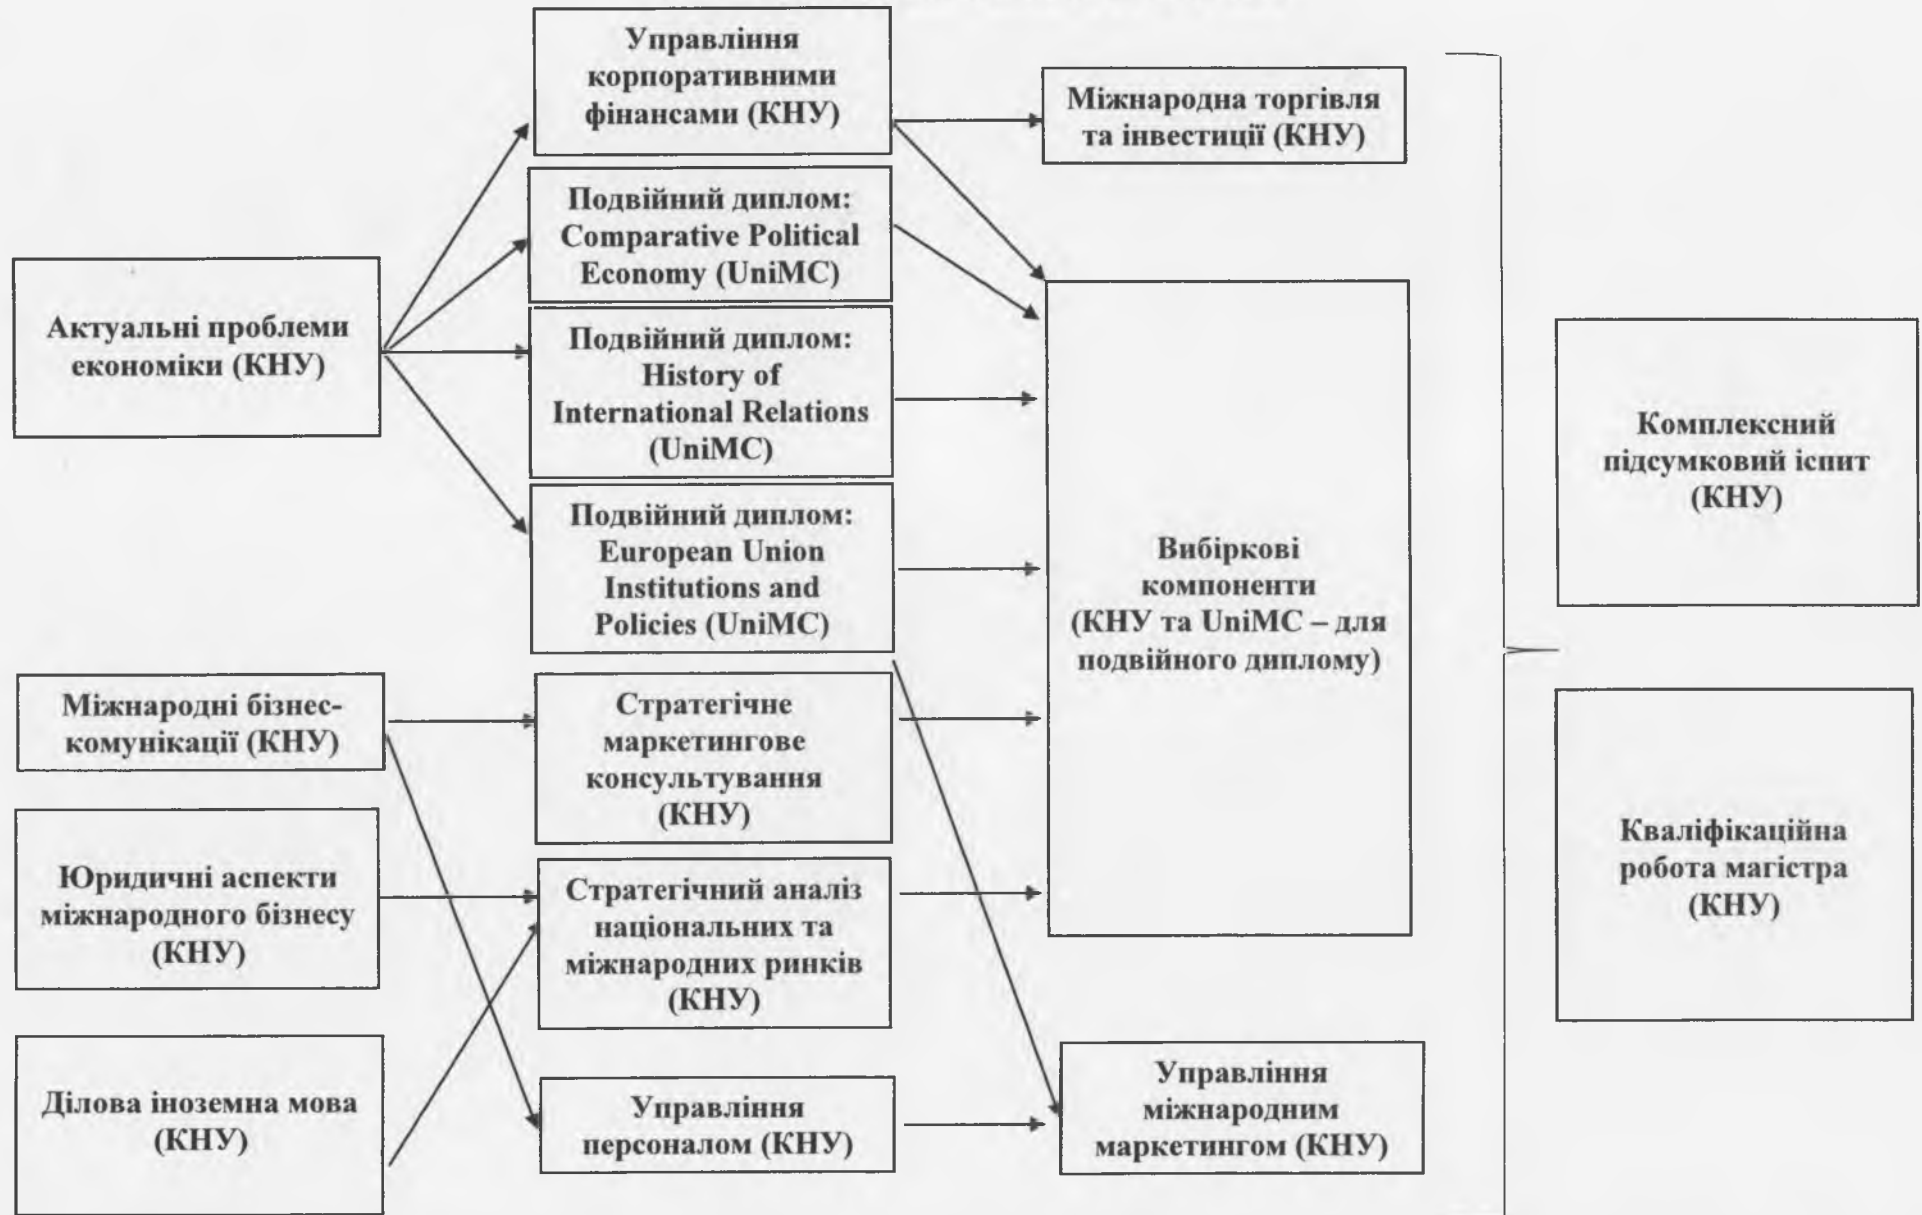 Управління
корпоративними
фінансами (КНУ)
Міжнародна торгівля
та інвестиції (КНУ)
Подвійний диплом:
Comparative Political
Economy (UniMC)
Актуальні проблеми
економіки (КНУ)
Подвійний диплом:
History of
International Relations
(UniMC)
Подвійний диплом:
European Union
Institutions and
Policies (UniMC)
Вибіркові
компоненти
(КНУ та UniMC – для
подвійного диплому)
Комплексний
підсумковий іспит
(КНУ)
Міжнародні бізнес-
комунікації (КНУ)
Стратегічне
маркетингове
консультування
(КНУ)
Кваліфікаційна
робота магістра
(КНУ)
Юридичні аспекти
міжнародного бізнесу
(КНУ)
Стратегічний аналіз
національних та
міжнародних ринків
(КНУ)
Ділова іноземна мова
(КНУ)
Управління
персоналом (КНУ)
Управління
міжнародним
маркетингом (КНУ)